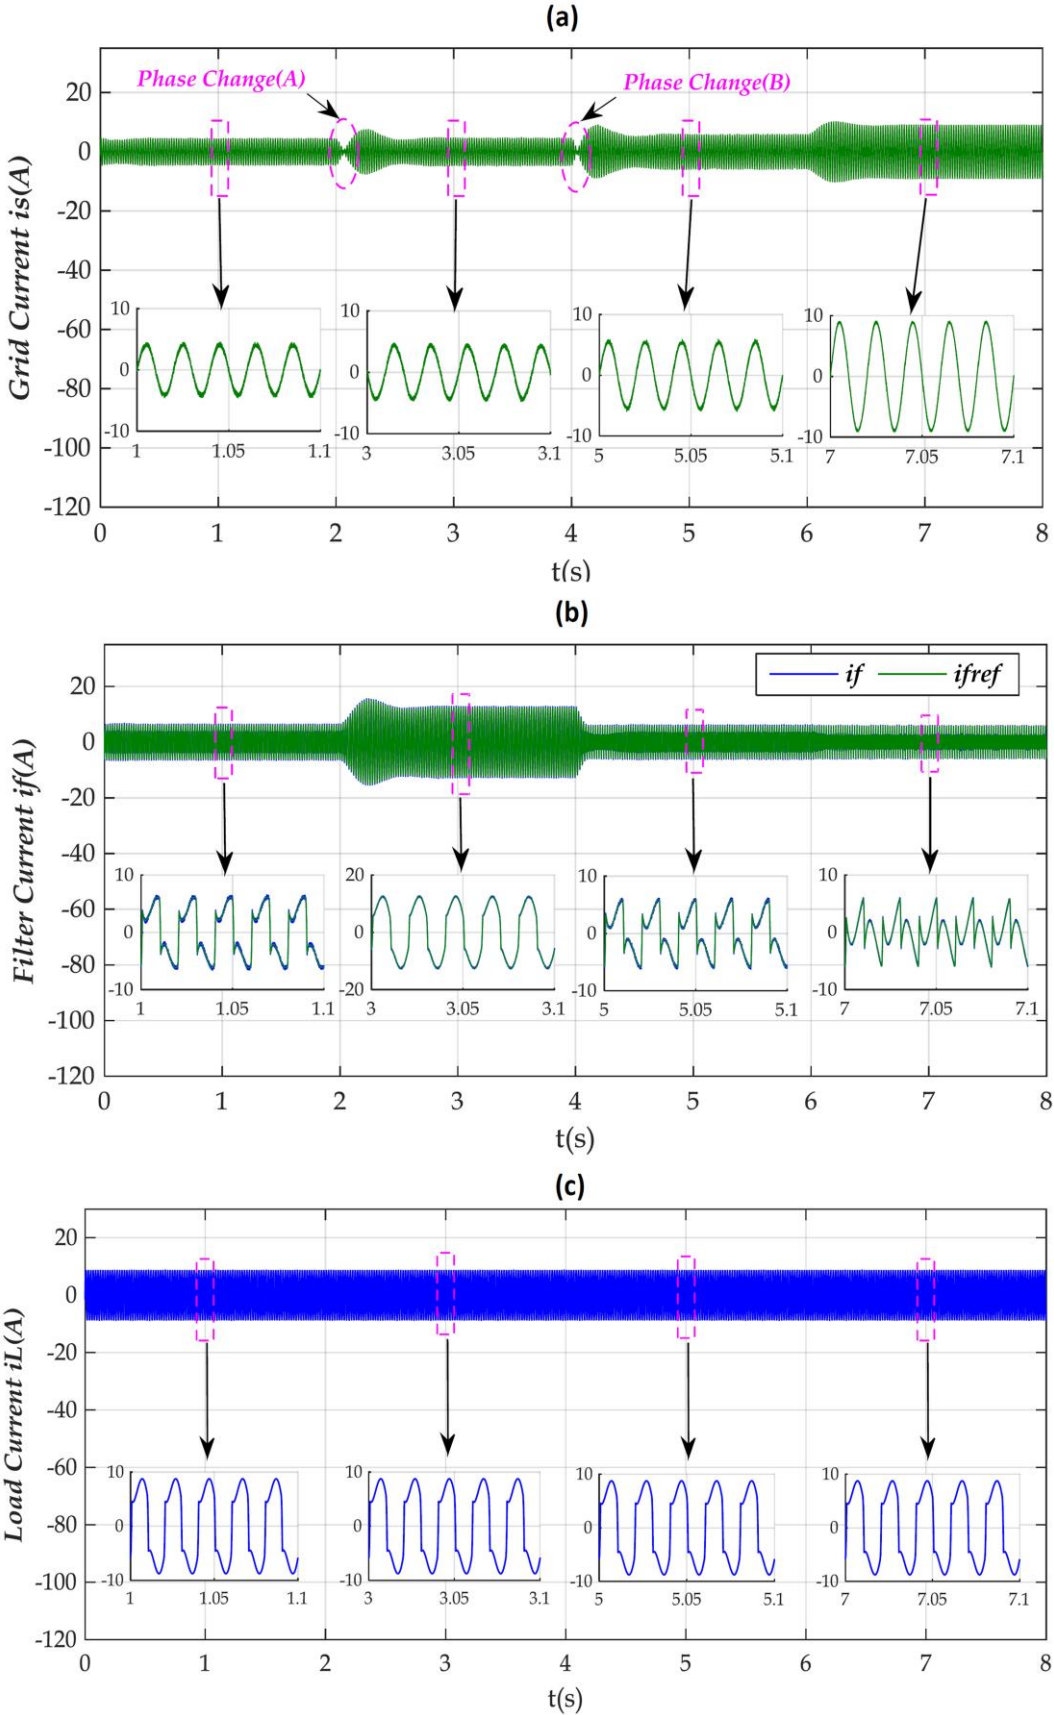 (a)
Phase Change(A)
Phase Change(B)
Grid Current is(A)
20
0
-20
-40
-60
-80
-100
-120
10
0
-10
1 1.05 1.1
10
0
-10
3 3.05 3.1
10
0
-10
5 5.05 5.1
10
0
-10
7 7.05 7.1
0 1 2 3 4 5 6 7 8
t(s)
(b)
if ifref
Filter Current if(A)
20
0
-20
-40
-60
-80
-100
-120
10
0
-10
1 1.05 1.1
20
0
-20
3 3.05 3.1
10
0
-10
5 5.05 5.1
10
0
-10
7 7.05 7.1
0 1 2 3 4 5 6 7 8
t(s)
(c)
Load Current iL(A)
20
0
-20
-40
-60
-80
-100
-120
10
0
-10
1 1.05 1.1
10
0
-10
3 3.05 3.1
10
0
-10
5 5.05 5.1
10
0
-10
7 7.05 7.1
0 1 2 3 4 5 6 7 8
t(s)